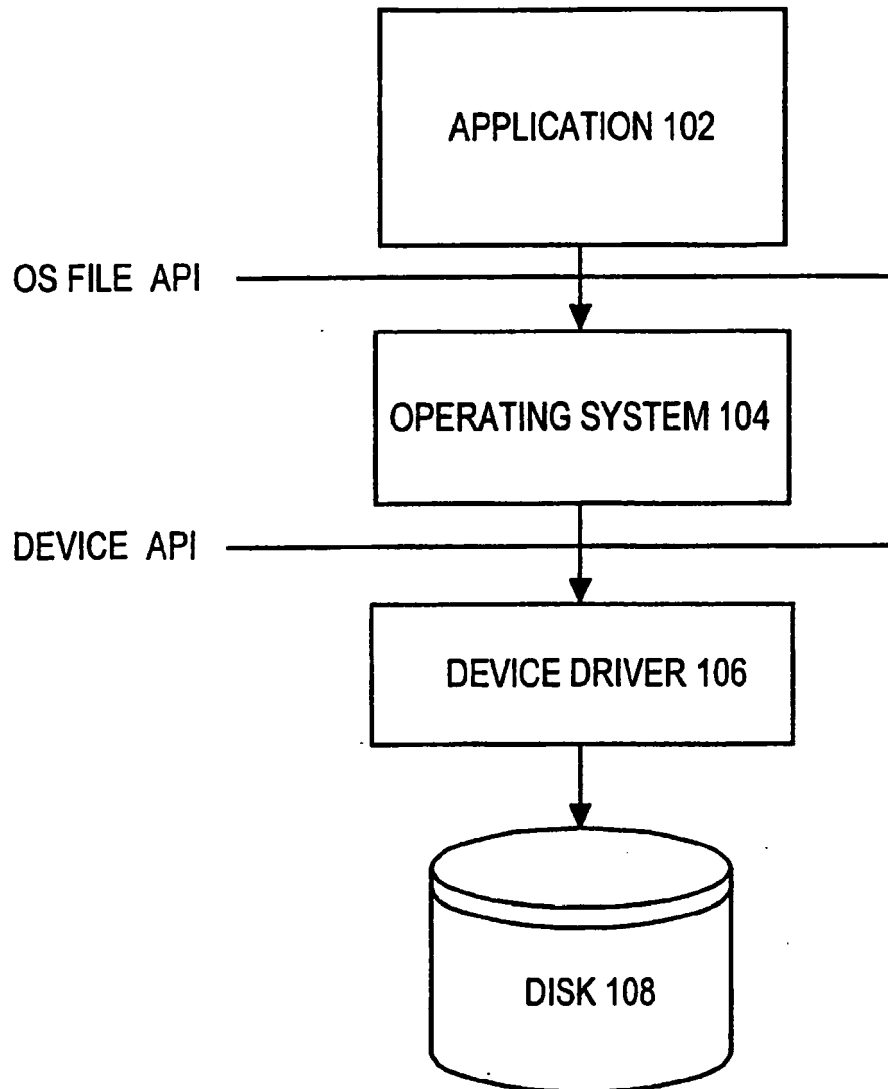 APPLICATION 102
OS FILE API
OPERATING SYSTEM 104
DEVICE API
DEVICE DRIVER 106
DISK 108